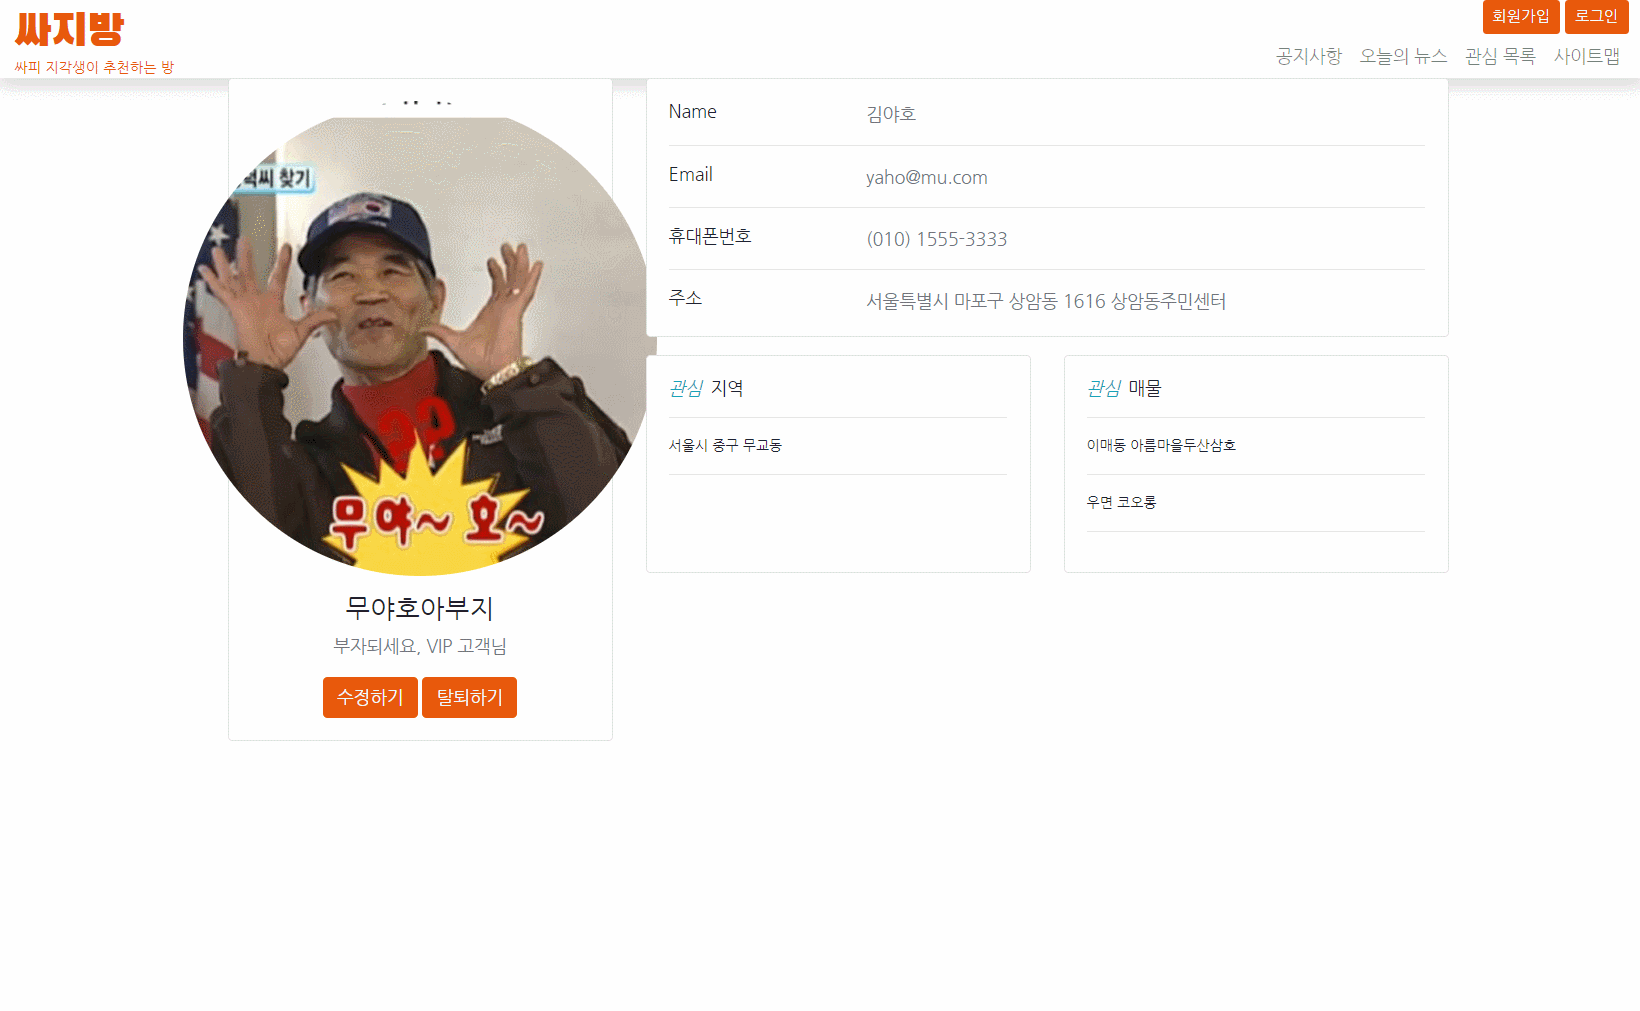 싸지방
싸피 지각생이 추천하는 방
회원가입 로그인
공지사항 오늘의 뉴스 관심 목록 사이트맵
씨 찾기
무야~ 호~
무야호아부지
부자되세요, VIP 고객님
수정하기 탈퇴하기
Name 김야호
Email yaho@mu.com
휴대폰번호 (010) 1555-3333
주소 서울특별시 마포구 상암동 1616 상암동주민센터
관심 지역
서울시 중구 무교동
관심 매물
이매동 아름마을두산삼호
우면 코오롱